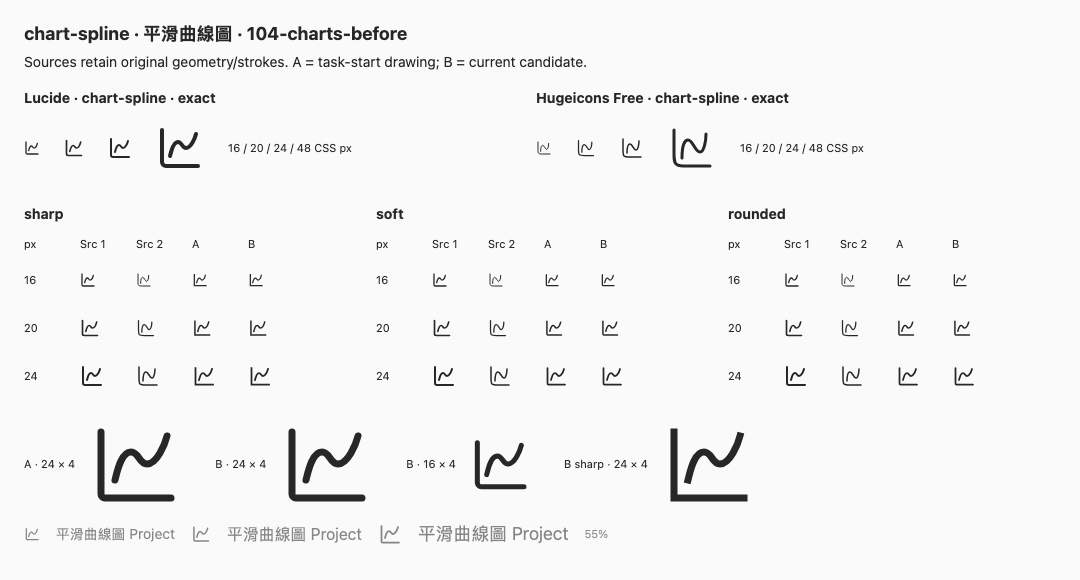 chart-spline · 平滑曲線圖 · 104-charts-before
Sources retain original geometry/strokes. A = task-start drawing; B = current candidate.
Lucide · chart-spline · exact
Hugeicons Free · chart-spline · exact
16 / 20 / 24 / 48 CSS px
16 / 20 / 24 / 48 CSS px
sharp
soft
rounded
px Src 1 Src 2 A B
px Src 1 Src 2 A B
px Src 1 Src 2 A B
16
16
16
20
20
20
24
24
24
A · 24 × 4
B · 24 × 4
B · 16 × 4
B sharp · 24 × 4
平滑曲線圖 Project
平滑曲線圖 Project
平滑曲線圖 Project
55%